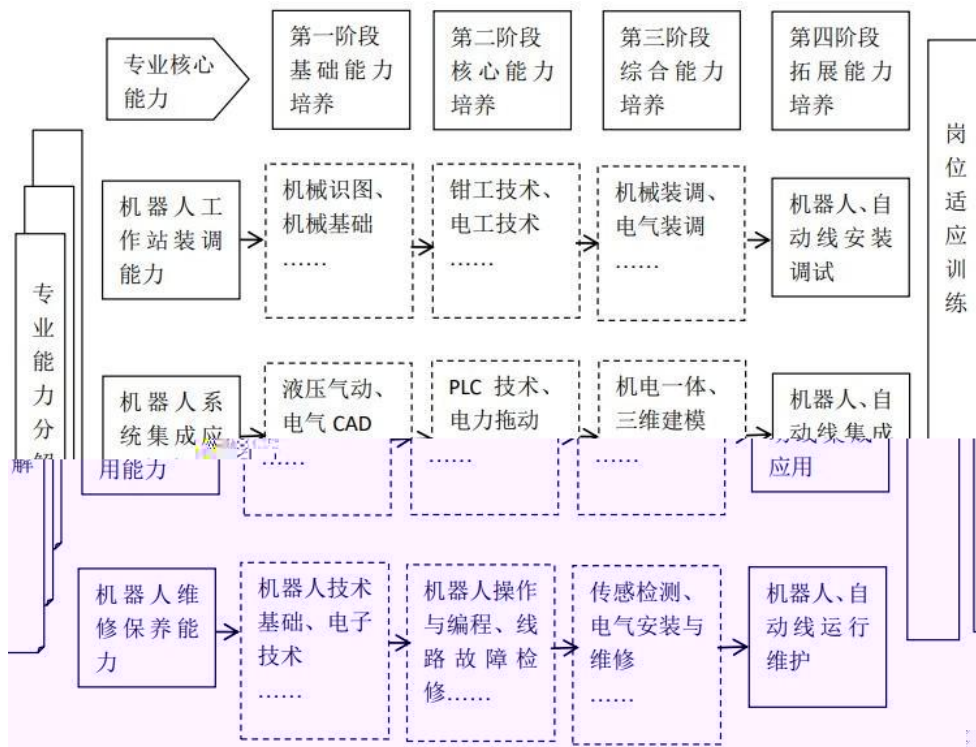 专业核心
能力
第一阶段
基础能力
培养
第二阶段
核心能力
培养
第三阶段
综合能力
培养
第四阶段
拓展能力
培养
岗
位
适
应
训
练
专
业
能
力
分
解
机器人工
作站装调
能力
机械识图、
机械基础
……
钳工技术、
电工技术
……
机械装调、
电气装调
……
机器人、自
动线安装
调试
机器人系
统集成应
用能力
液压气动、
电气 CAD
……
PLC 技术、
电力拖动
……
机电一体、
三维建模
……
机器人、自
动线集成
应用
机器人维
修保养能
力
机器人技术
基础、电子
技术
……
机器人操作
与编程、线
路故障检
修……
传感检测、
电气安装与
维修
……
机器人、自
动线运行
维护